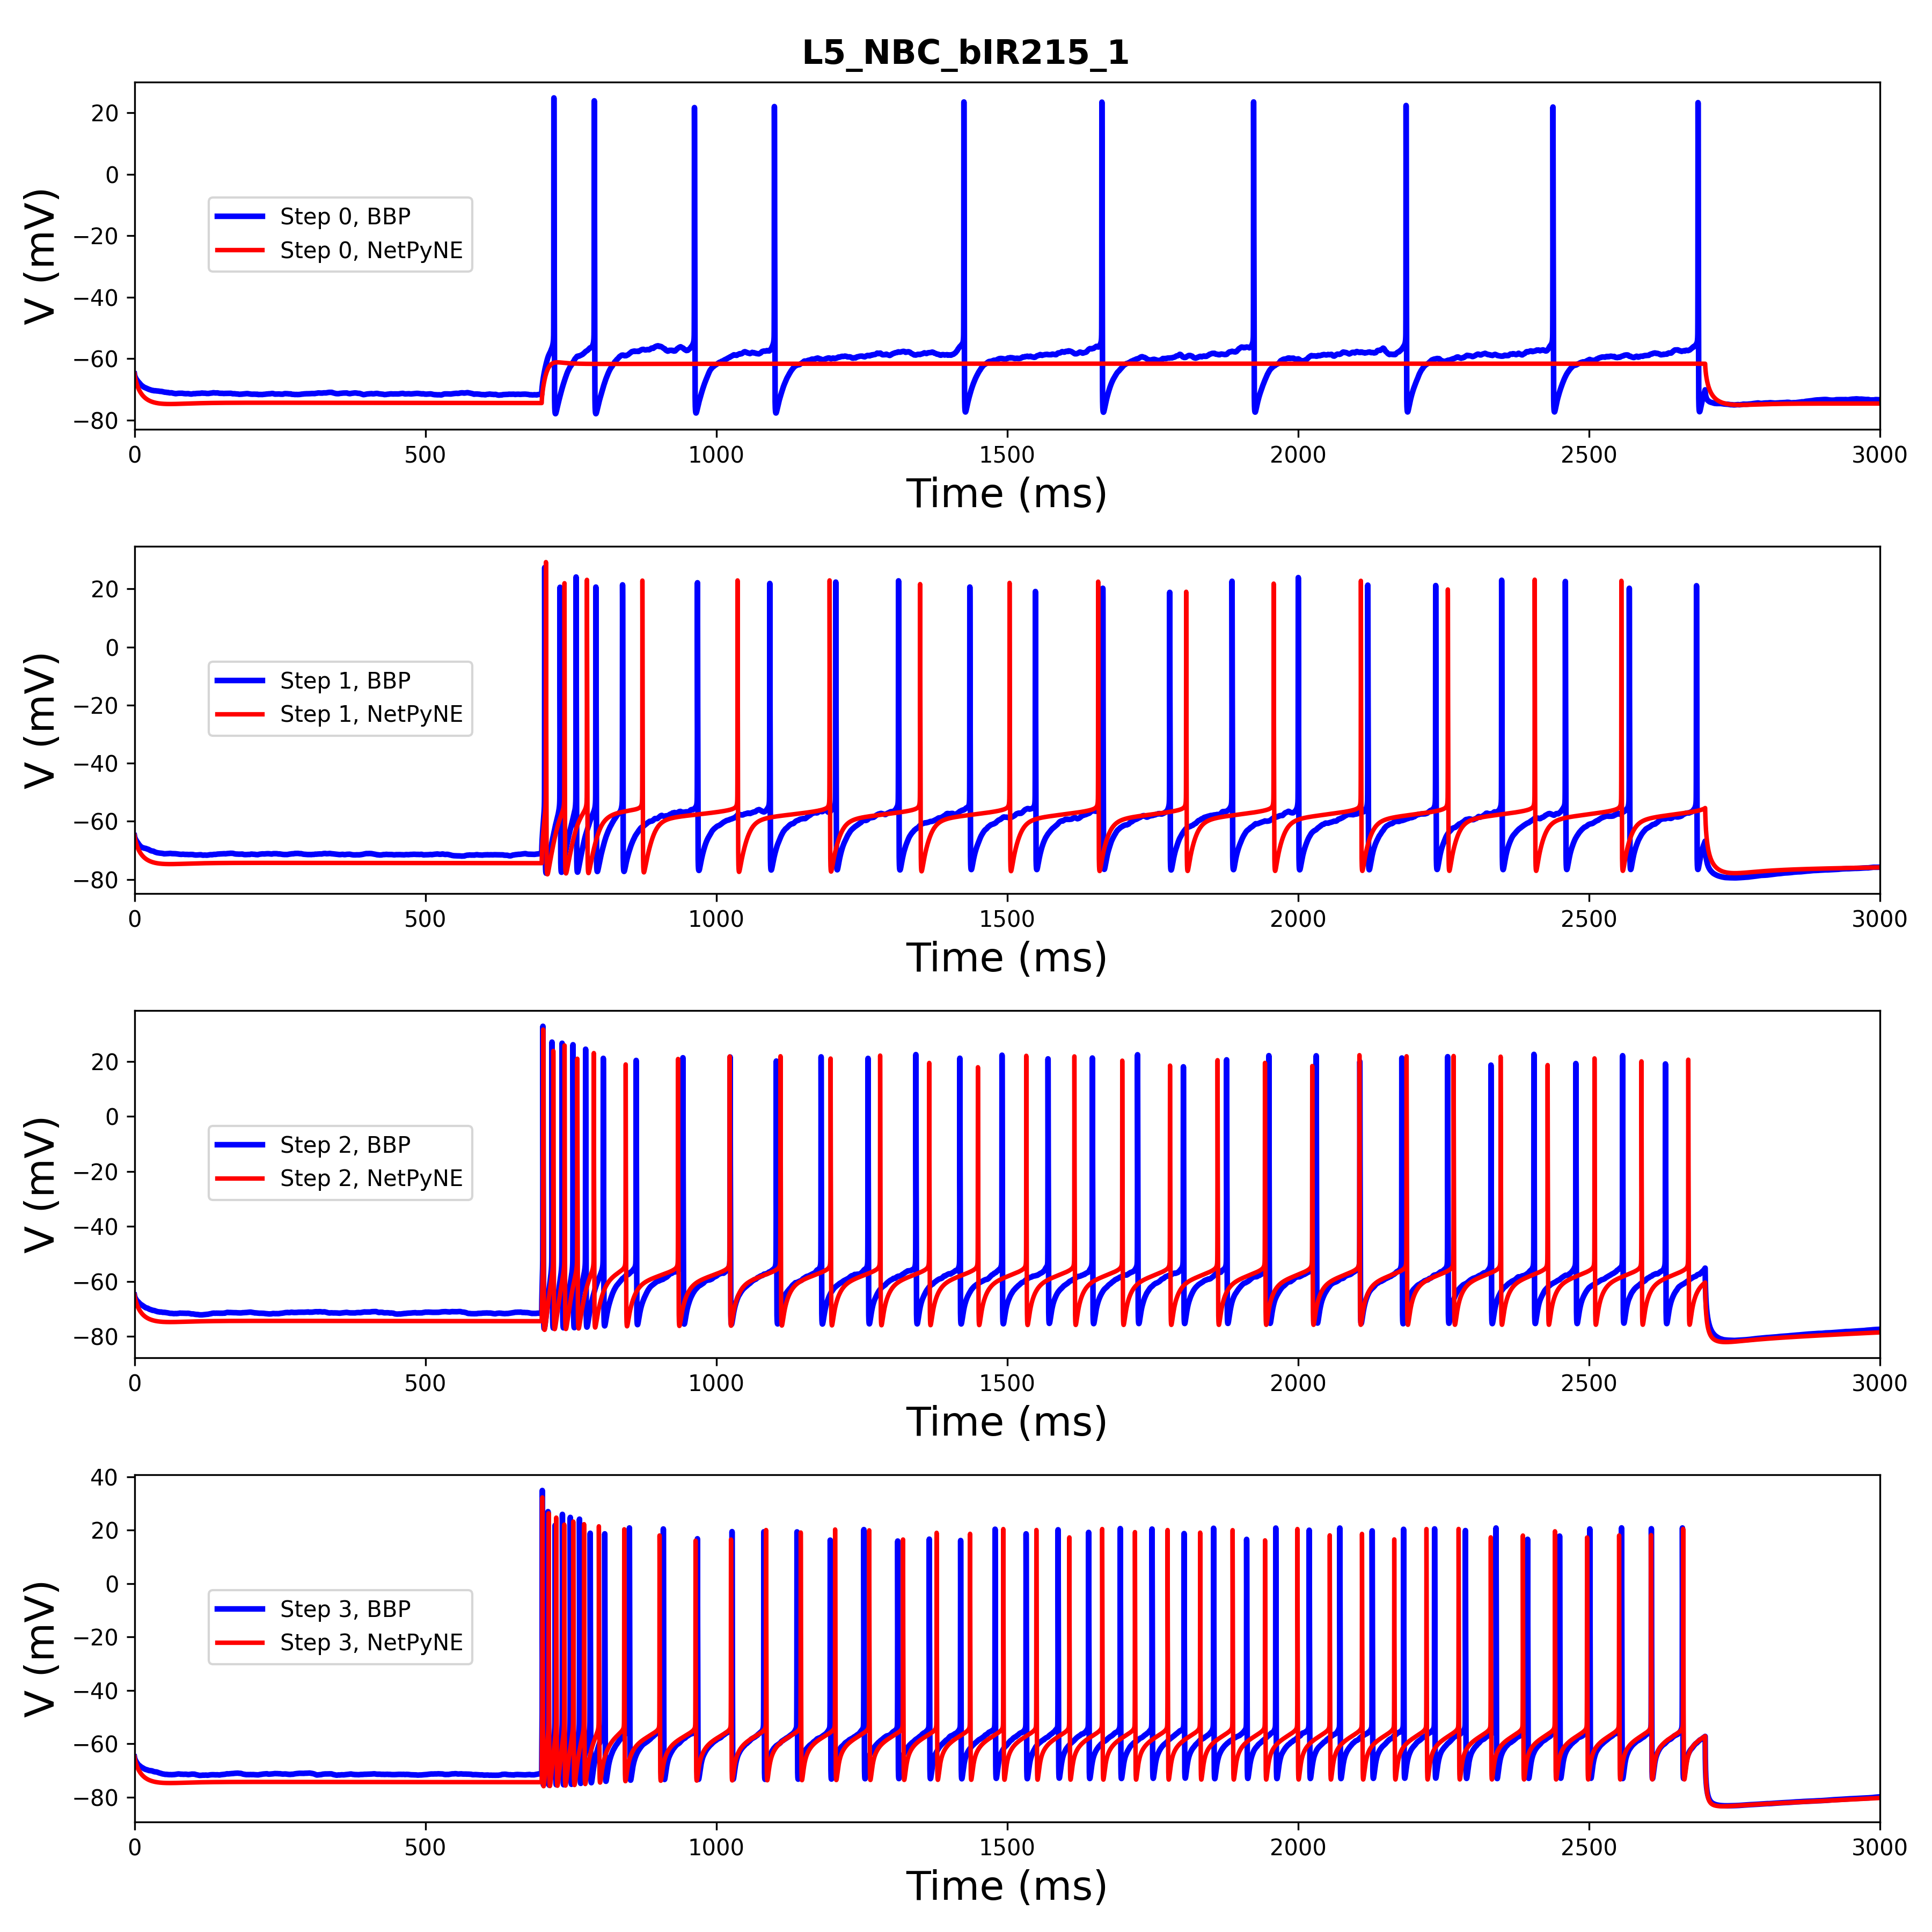 L5_NBC_bIR215_1
20
0
−20
−40
−60
−80
V (mV)
Step 0, BBP
Step 0, NetPyNE
0 500 1000 1500 2000 2500 3000
Time (ms)
20
0
−20
−40
−60
−80
V (mV)
Step 1, BBP
Step 1, NetPyNE
0 500 1000 1500 2000 2500 3000
Time (ms)
20
0
−20
−40
−60
−80
V (mV)
Step 2, BBP
Step 2, NetPyNE
0 500 1000 1500 2000 2500 3000
Time (ms)
40
20
0
−20
−40
−60
−80
V (mV)
Step 3, BBP
Step 3, NetPyNE
0 500 1000 1500 2000 2500 3000
Time (ms)